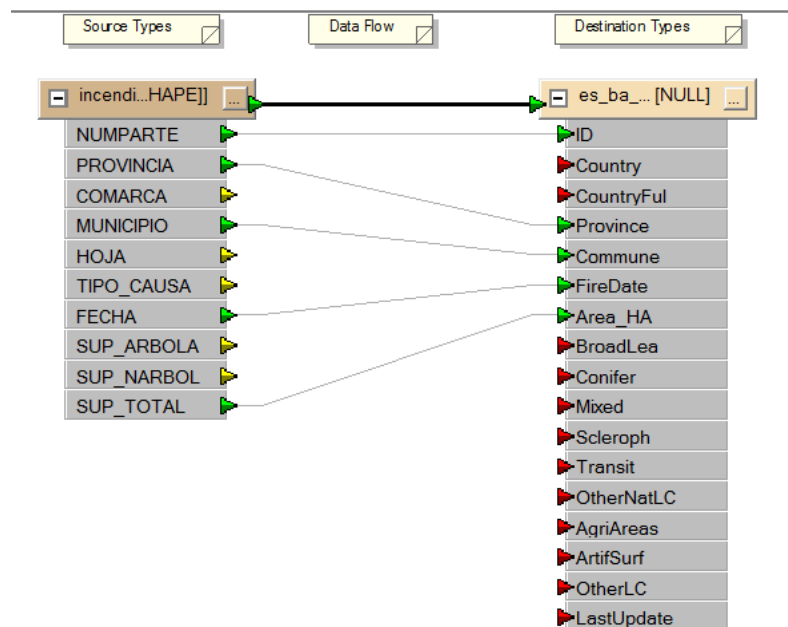 Source Types
Data Flow
Destination Types
incendi...HAPE]]
...
es_ba_... [NULL]
...
NUMPARTE
PROVINCIA
COMARCA
MUNICIPIO
HOJA
TIPO_CAUSA
FECHA
SUP_ARBOLA
SUP_NARBOL
SUP_TOTAL
ID
Country
CountryFul
Province
Commune
FireDate
Area_HA
BroadLea
Conifer
Mixed
Scleroph
Transit
OtherNatLC
AgriAreas
ArtifSurf
OtherLC
LastUpdate